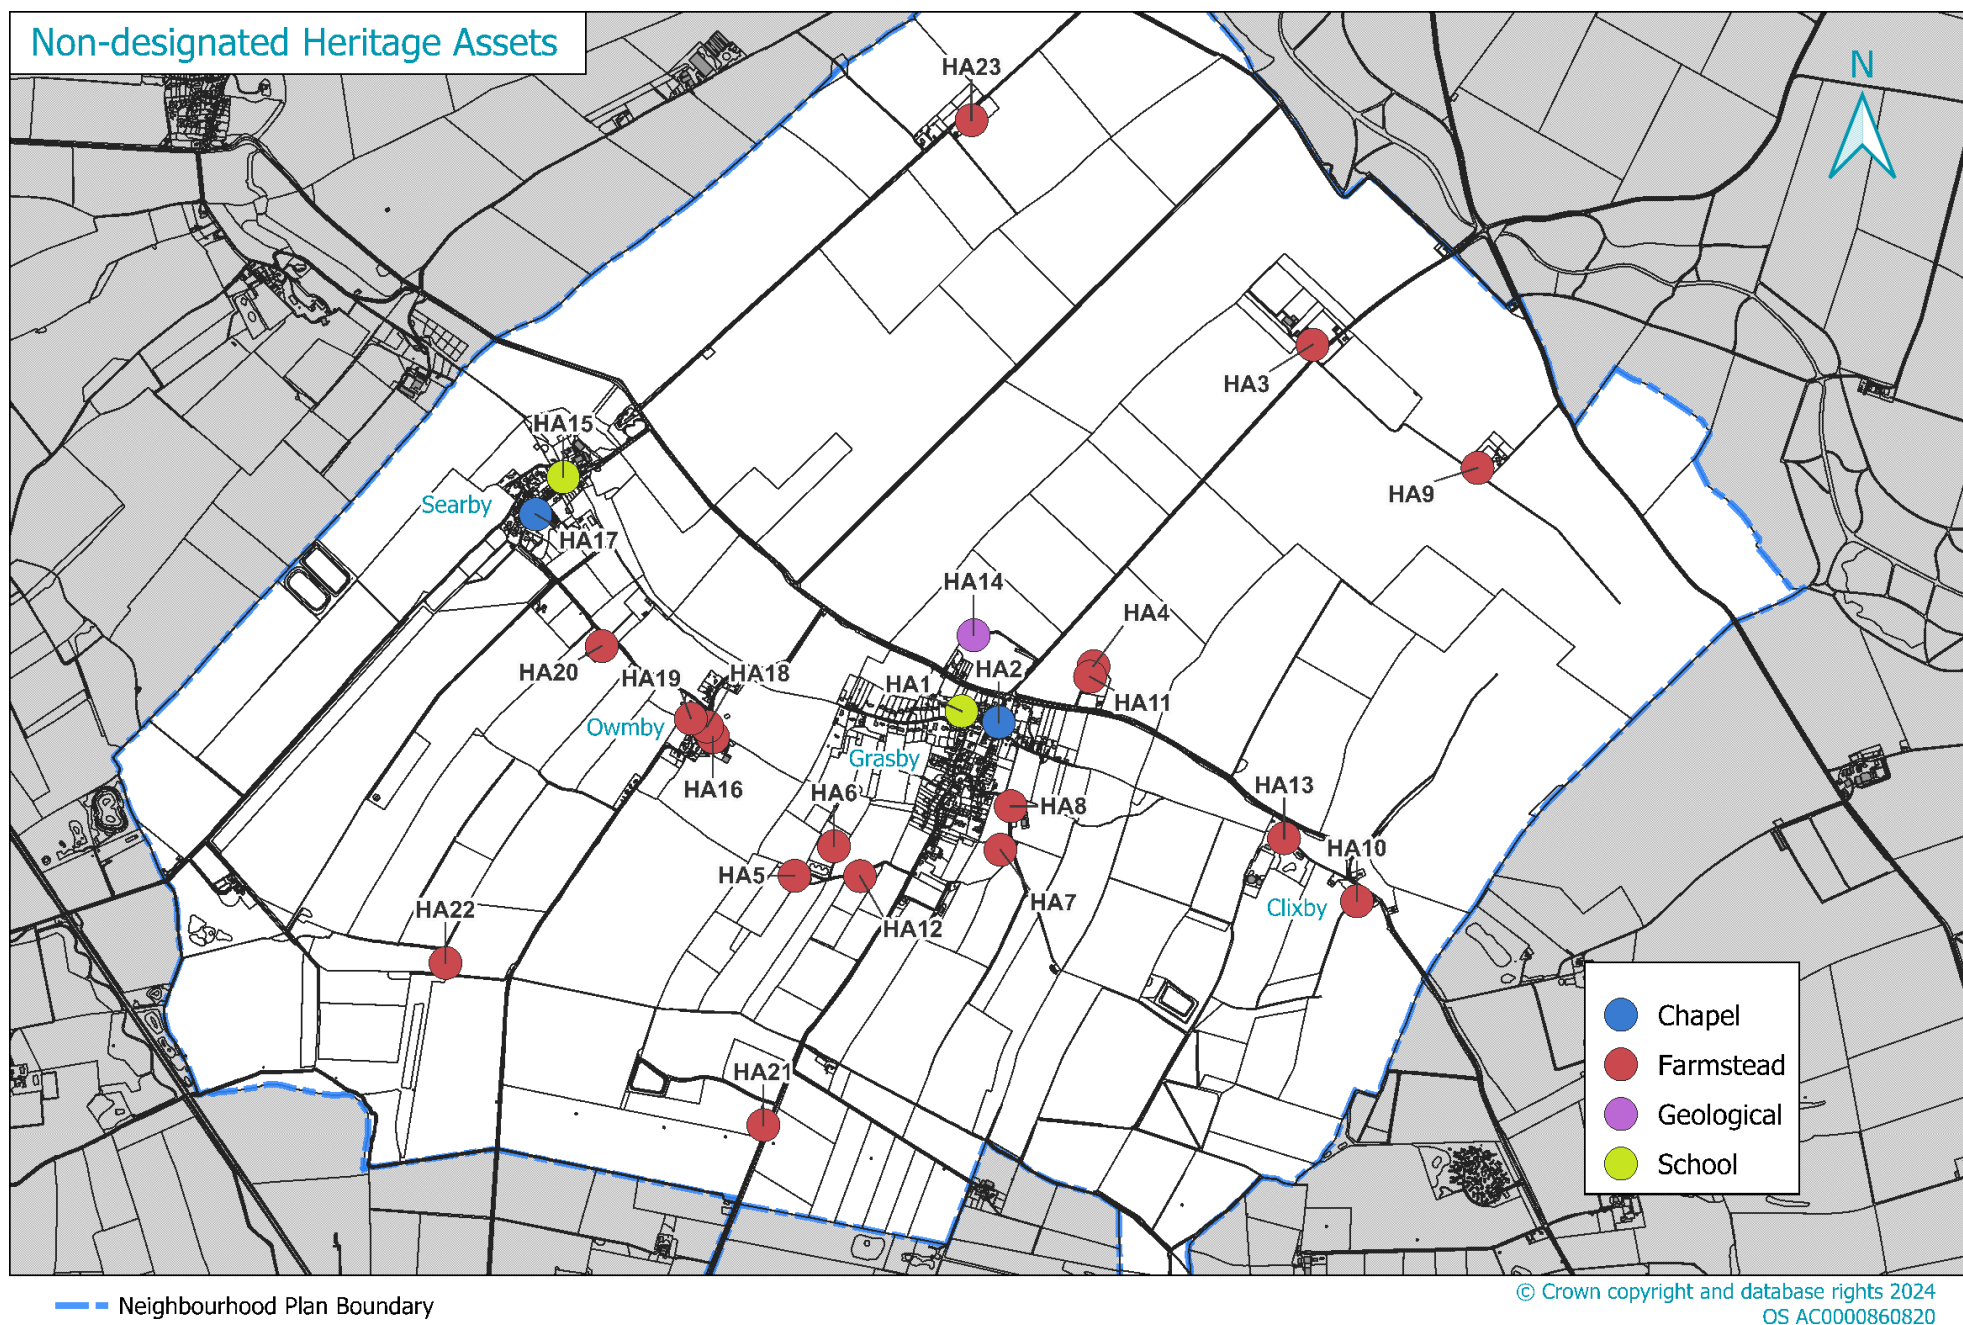 Non-designated Heritage Assets
N
HA23
HA3
HA15
Searby
HA17
HA9
HA14
HA4
HA20
HA19
HA18
HA1
HA2
HA11
Owmby
Grasby
HA16
HA6
HA8
HA13
HA5
HA10
HA7
HA22
HA12
Clixby
HA21
Chapel
Farmstead
Geological
School
Neighbourhood Plan Boundary
© Crown copyright and database rights 2024
OS AC0000860820